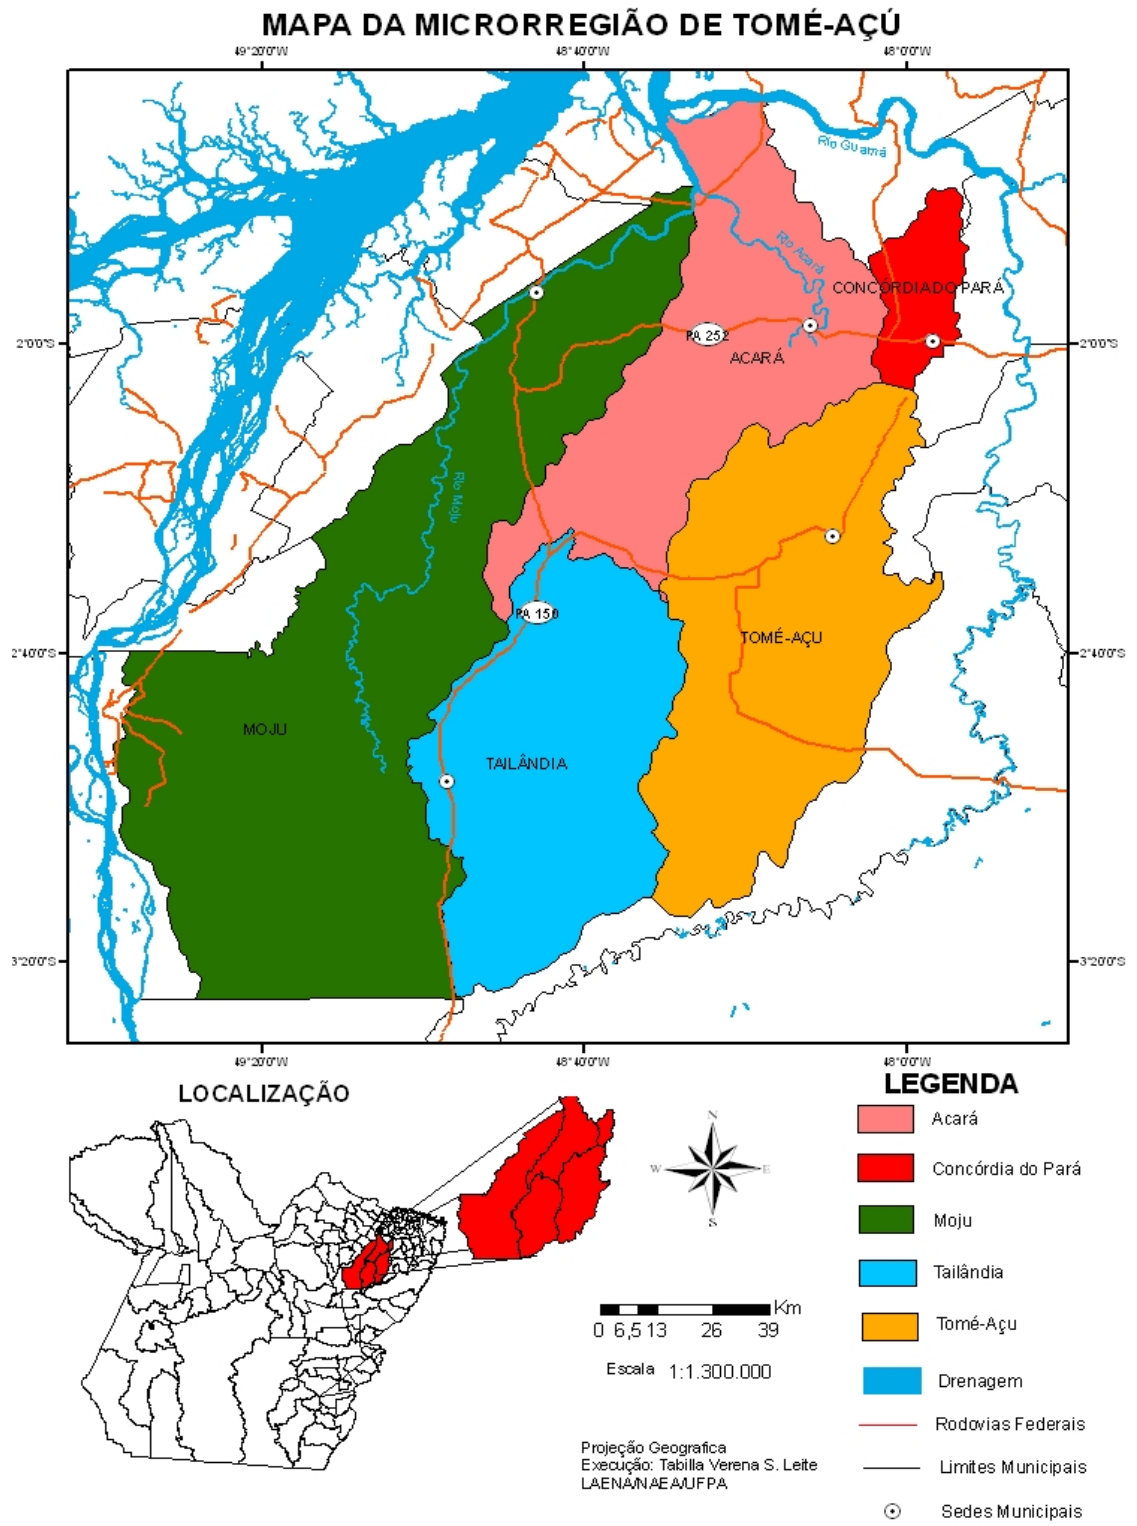 MAPA DA MICRORREGIÃO DE TOMÉ-AÇÚ
49°20'0"W 48°40'0"W 48°0'0"W
Rio Guamá
Rio Acará
CONCÓRDIA DO PARÁ
2°0'0"S 2°0'0"S
PA 252
ACARÁ
Rio Moju
PA 150
TOMÉ-AÇU
2°40'0"S 2°40'0"S
MOJU
TAILÂNDIA
3°20'0"S 3°20'0"S
49°20'0"W 48°40'0"W 48°0'0"W
LOCALIZAÇÃO
N
W E
S
Km
0 6,5 13 26 39
Escala 1:1.300.000
Projeção Geografica
Execução: Tabilla Verena S. Leite
LAENA/NAEA/UFPA
LEGENDA
Acará
Concórdia do Pará
Moju
Tailândia
Tomé-Açu
Drenagem
Rodovias Federais
Limites Municipais
Sedes Municipais